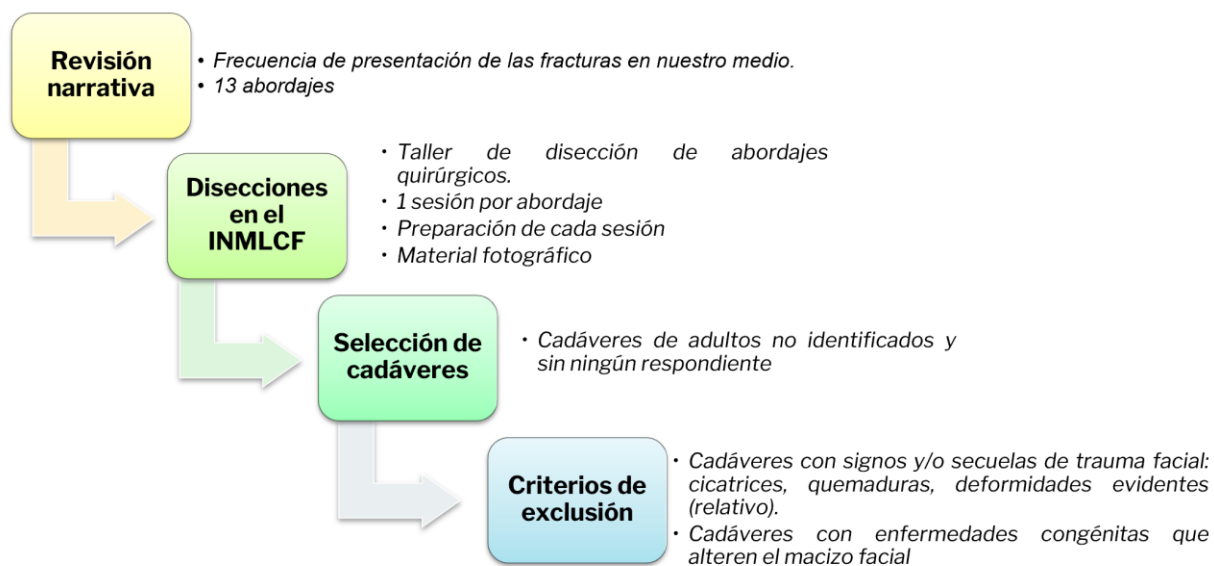 Revisión
narrativa
• Frecuencia de presentación de las fracturas en nuestro medio.
• 13 abordajes
Disecciones
en el
INMLCF
• Taller de disección de abordajes
quirúrgicos.
• 1 sesión por abordaje
• Preparación de cada sesión
• Material fotográfico
Selección de
cadáveres
• Cadáveres de adultos no identificados y
sin ningún respondiente
Criterios de
exclusión
• Cadáveres con signos y/o secuelas de trauma facial:
cicatrices, quemaduras, deformidades evidentes
(relativo).
• Cadáveres con enfermedades congénitas que
alteren el macizo facial